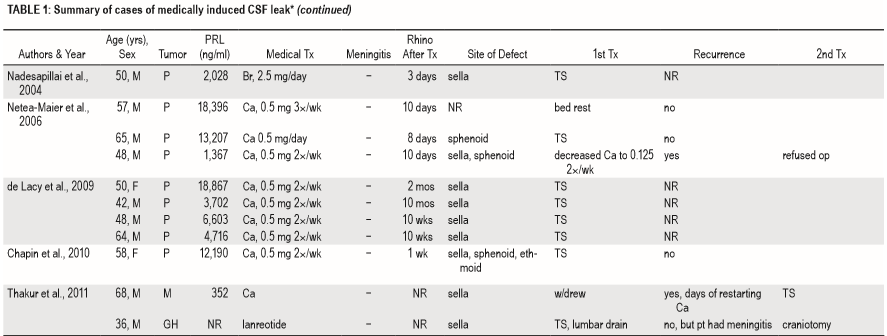 TABLE 1: Summary of cases of medically induced CSF leak* (continued)
Authors & Year Age (yrs), Sex Tumor PRL (ng/ml) Medical Tx Meningitis Rhino After Tx Site of Defect 1st Tx Recurrence 2nd Tx
Nadesapillai et al., 2004 50, M P 2,028 Br, 2.5 mg/day – 3 days sella TS NR
Netea-Maier et al., 2006 57, M P 18,396 Ca, 0.5 mg 3×/wk – 10 days NR bed rest no
65, M P 13,207 Ca 0.5 mg/day – 8 days sphenoid TS no
48, M P 1,367 Ca, 0.5 mg 2×/wk – 10 days sella, sphenoid decreased Ca to 0.125 2×/wk yes refused op
de Lacy et al., 2009 50, F P 18,867 Ca, 0.5 mg 2×/wk – 2 mos sella TS NR
42, M P 3,702 Ca, 0.5 mg 2×/wk – 10 mos sella TS NR
48, M P 6,603 Ca, 0.5 mg 2×/wk – 10 wks sella TS NR
64, M P 4,716 Ca, 0.5 mg 2×/wk – 10 wks sella TS NR
Chapin et al., 2010 58, F P 12,190 Ca, 0.5 mg 2×/wk – 1 wk sella, sphenoid, eth-moid TS no
Thakur et al., 2011 68, M M 352 Ca – NR sella w/drew yes, days of restarting Ca TS
36, M GH NR lanreotide – NR sella TS, lumbar drain no, but pt had meningitis craniotomy